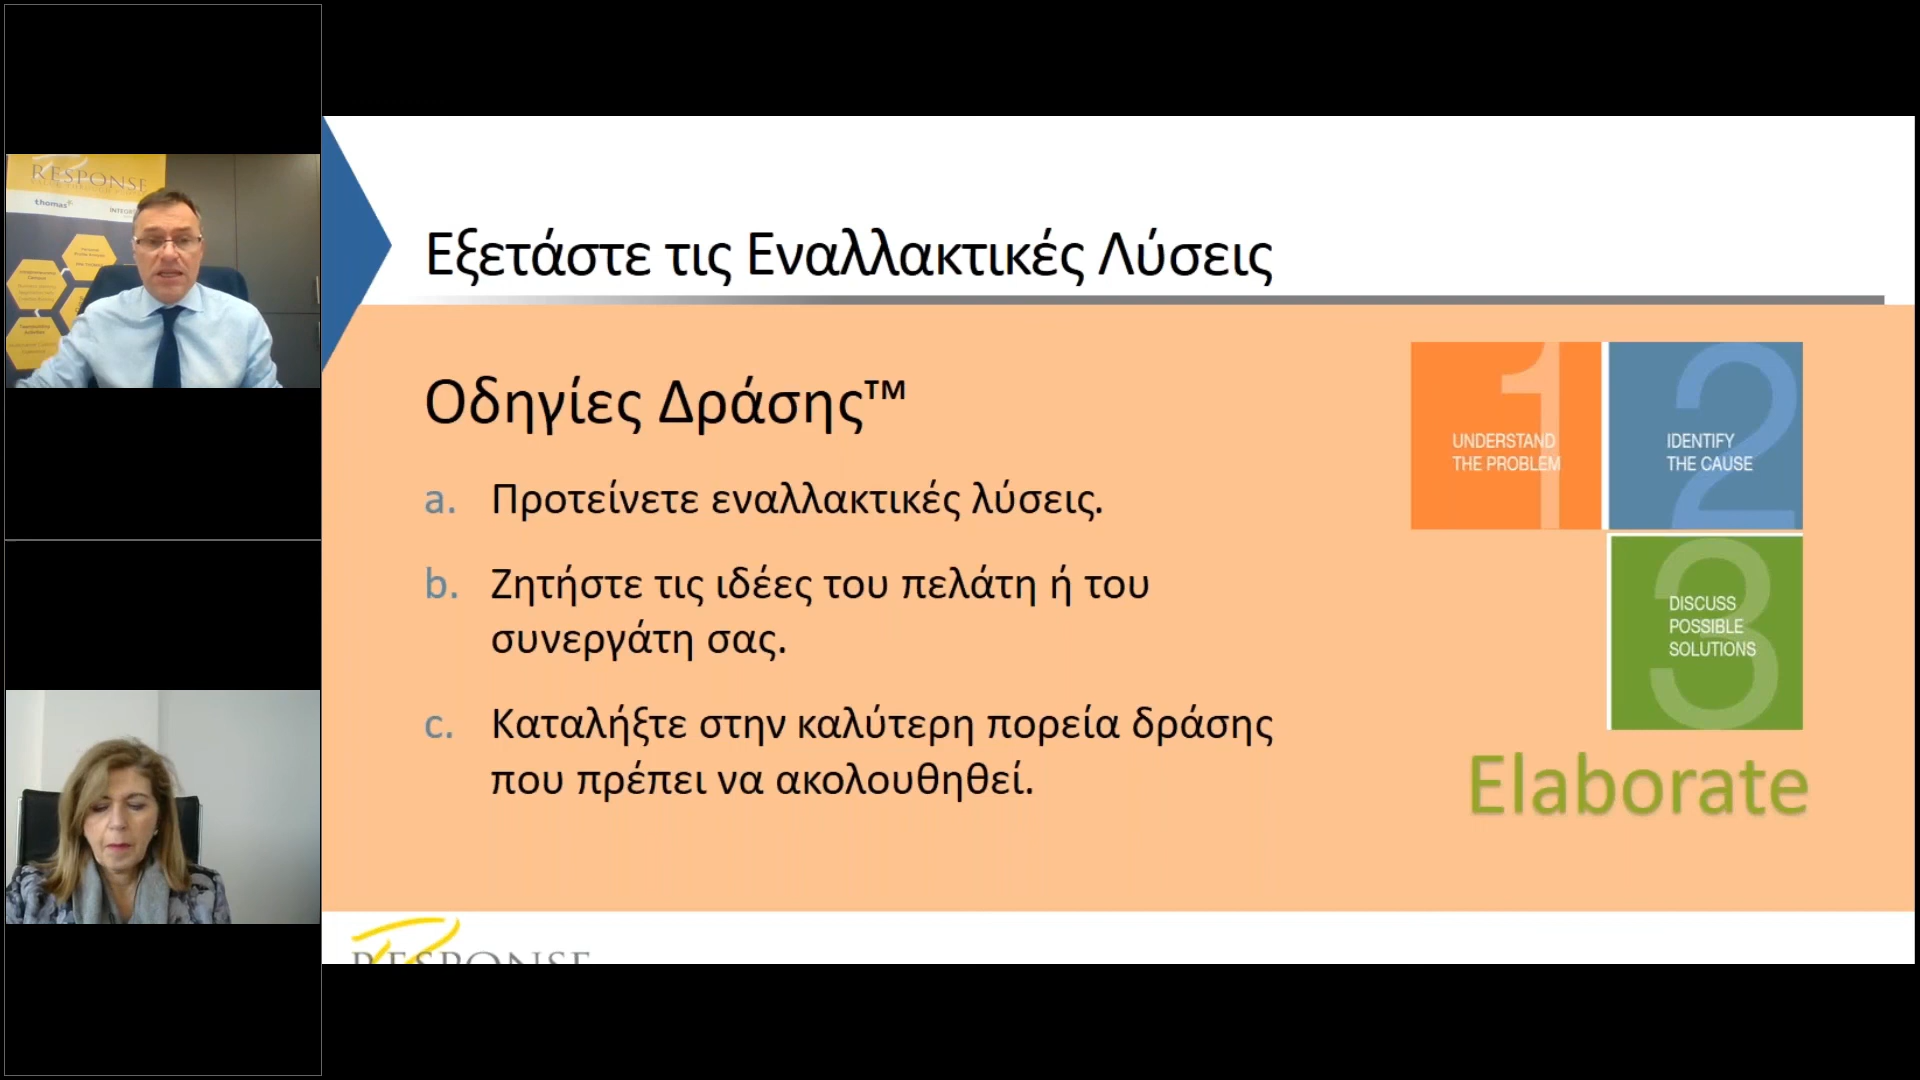 RESPONSE
thomas
Εξετάστε τις Εναλλακτικές Λύσεις
Οδηγίες Δράσης™
a. Προτείνετε εναλλακτικές λύσεις.
b. Ζητήστε τις ιδέες του πελάτη ή του
συνεργάτη σας.
c. Καταλήξτε στην καλύτερη πορεία δράσης
που πρέπει να ακολουθηθεί.
1
UNDERSTAND
THE PROBLEM
2
IDENTIFY
THE CAUSE
3
DISCUSS
POSSIBLE
SOLUTIONS
Elaborate
RESPONSE